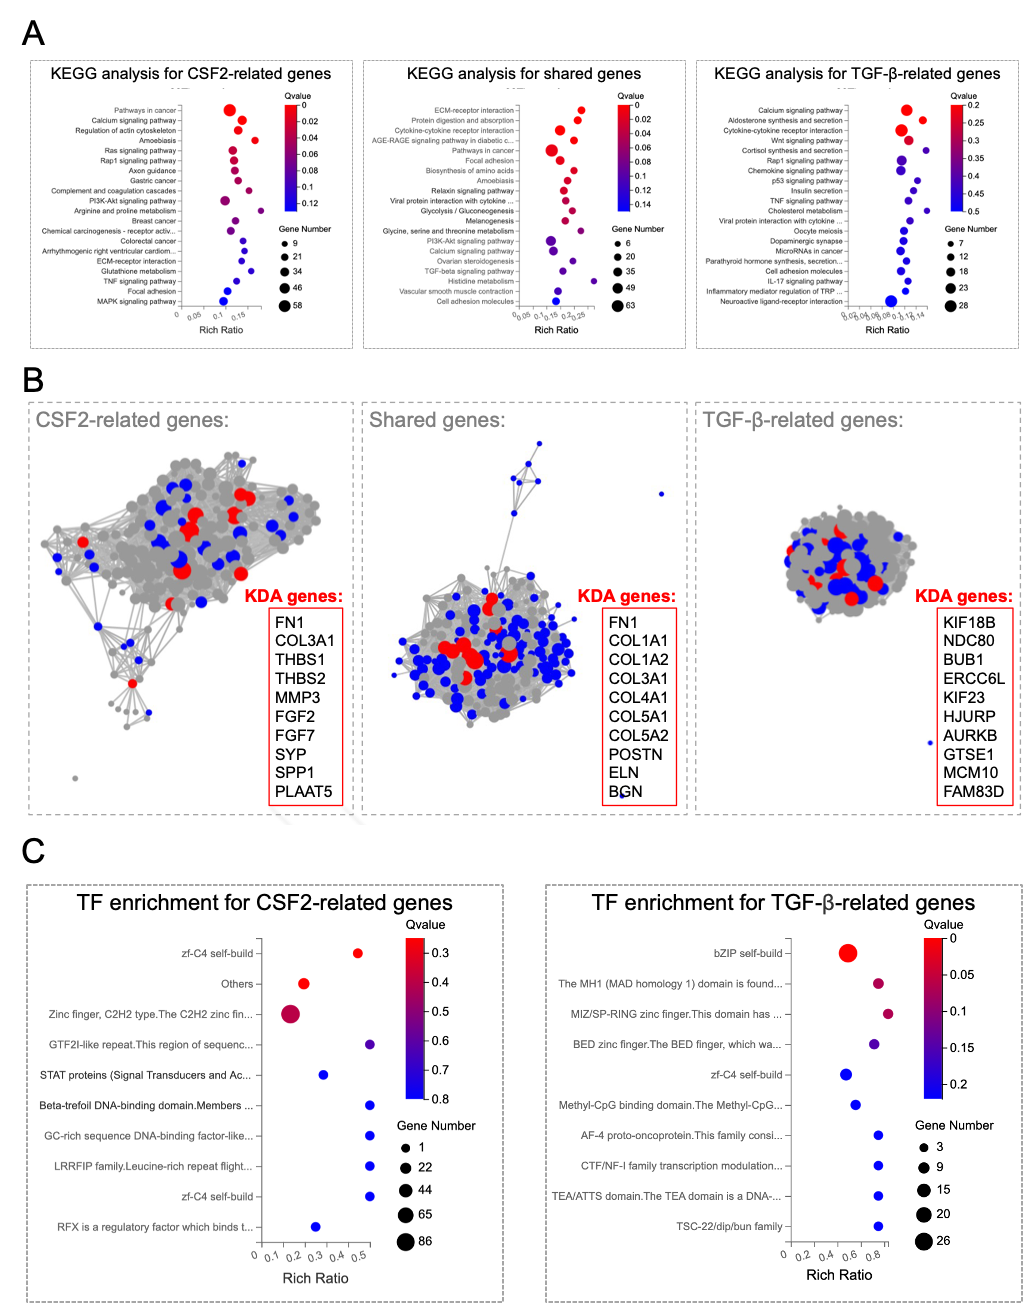 A
KEGG analysis for CSF2-related genes
Qvalue
Pathways in cancer
Calcium signaling pathway
Regulation of actin cytoskeleton
Amoebiasis
Ras signaling pathway
Rap1 signaling pathway
Axon guidance
Gastric cancer
Complement and coagulation cascades
PI3K-Akt signaling pathway
Arginine and proline metabolism
Breast cancer
Chemical carcinogenesis - receptor activ...
Colorectal cancer
Arrhythmogenic right ventricular cardiom...
ECM-receptor interaction
Glutathione metabolism
TNF signaling pathway
Focal adhesion
MAPK signaling pathway
0
0.02
0.04
0.06
0.08
0.1
0.12
Gene Number
9
21
34
46
58
0 0.05 0.1 0.15
Rich Ratio
KEGG analysis for shared genes
Qvalue
ECM-receptor interaction
Protein digestion and absorption
Cytokine-cytokine receptor interaction
AGE-RAGE signaling pathway in diabetic c...
Pathways in cancer
Focal adhesion
Biosynthesis of amino acids
Amoebiasis
Relaxin signaling pathway
Viral protein interaction with cytokine ...
Glycolysis / Gluconeogenesis
Melanogenesis
Glycine, serine and threonine metabolism
PI3K-Akt signaling pathway
Calcium signaling pathway
Ovarian steroidogenesis
TGF-beta signaling pathway
Histidine metabolism
Vascular smooth muscle contraction
Cell adhesion molecules
0
0.02
0.04
0.06
0.08
0.1
0.12
0.14
Gene Number
6
20
35
49
63
0.05 0.1 0.15 0.2 0.25
Rich Ratio
KEGG analysis for TGF-β-related genes
Qvalue
Calcium signaling pathway
Aldosterone synthesis and secretion
Cytokine-cytokine receptor interaction
Wnt signaling pathway
Cortisol synthesis and secretion
Rap1 signaling pathway
Chemokine signaling pathway
p53 signaling pathway
Insulin secretion
TNF signaling pathway
Cholesterol metabolism
Viral protein interaction with cytokine ...
Oocyte meiosis
Dopaminergic synapse
MicroRNAs in cancer
Parathyroid hormone synthesis, secretion...
Cell adhesion molecules
IL-17 signaling pathway
Inflammatory mediator regulation of TRP ...
Neuroactive ligand-receptor interaction
0.2
0.25
0.3
0.35
0.4
0.45
0.5
Gene Number
7
12
18
23
28
0.02 0.04 0.06 0.08 0.1 0.12 0.14
Rich Ratio
B
CSF2-related genes:
KDA genes:
FN1
COL3A1
THBS1
THBS2
MMP3
FGF2
FGF7
SYP
SPP1
PLAAT5
Shared genes:
KDA genes:
FN1
COL1A1
COL1A2
COL3A1
COL4A1
COL5A1
COL5A2
POSTN
ELN
BGN
TGF-β-related genes:
KDA genes:
KIF18B
NDC80
BUB1
ERCC6L
KIF23
HJURP
AURKB
GTSE1
MCM10
FAM83D
C
TF enrichment for CSF2-related genes
Qvalue
zf-C4 self-build
Others
Zinc finger, C2H2 type.The C2H2 zinc fin...
GTF2I-like repeat.This region of sequenc...
STAT proteins (Signal Transducers and Ac...
Beta-trefoil DNA-binding domain.Members ...
GC-rich sequence DNA-binding factor-like...
LRRFIP family.Leucine-rich repeat flight...
zf-C4 self-build
RFX is a regulatory factor which binds t...
0.3
0.4
0.5
0.6
0.7
0.8
Gene Number
1
22
44
65
86
0 0.1 0.2 0.3 0.4 0.5
Rich Ratio
TF enrichment for TGF-β-related genes
Qvalue
bZIP self-build
The MH1 (MAD homology 1) domain is found...
MIZ/SP-RING zinc finger.This domain has ...
BED zinc finger.The BED finger, which wa...
zf-C4 self-build
Methyl-CpG binding domain.The Methyl-CpG...
AF-4 proto-oncoprotein.This family consi...
CTF/NF-I family transcription modulation...
TEA/ATTS domain.The TEA domain is a DNA-...
TSC-22/dip/bun family
0
0.05
0.1
0.15
0.2
Gene Number
3
9
15
20
26
0 0.2 0.4 0.6 0.8
Rich Ratio